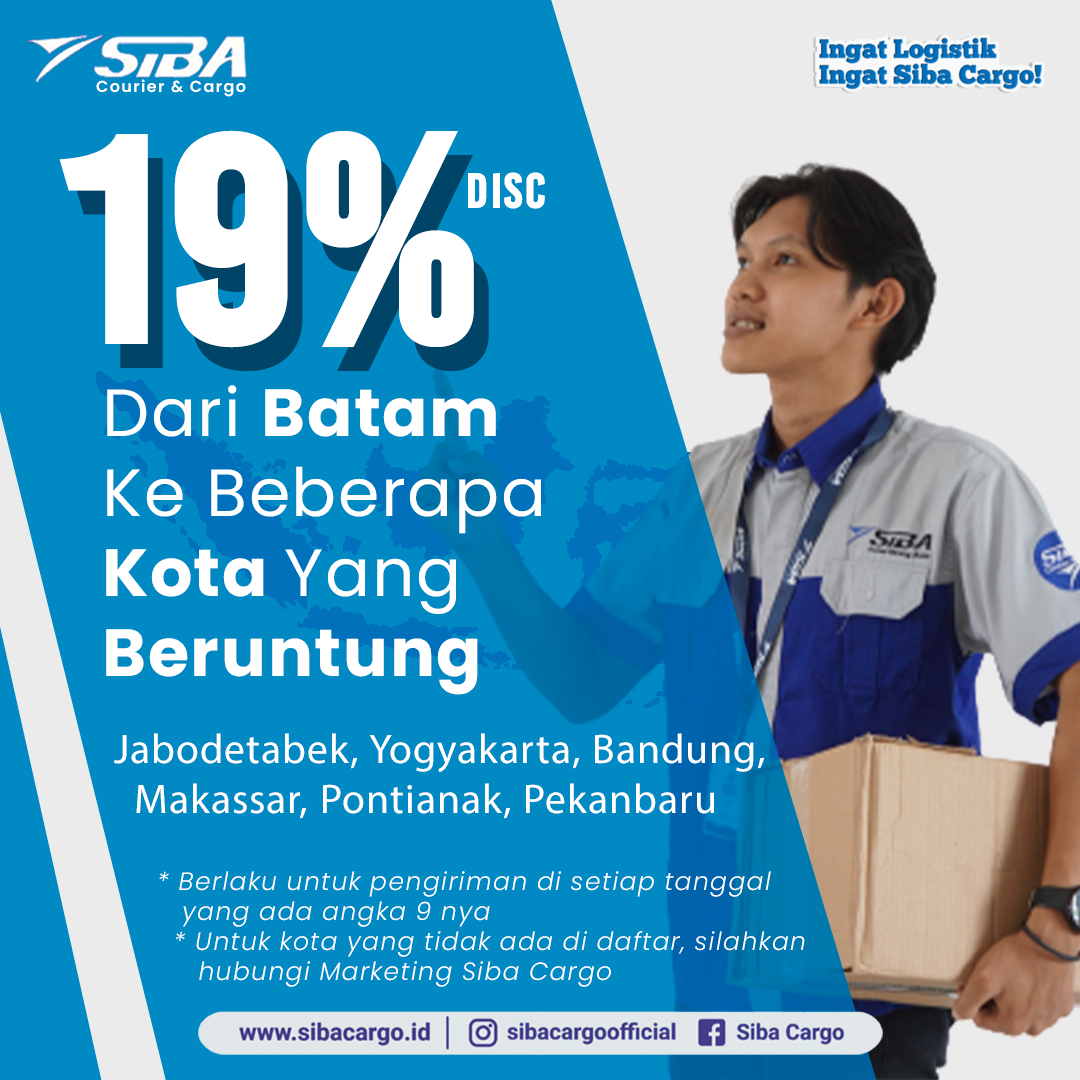 SIBA
Courier & Cargo
Ingat Logistik
Ingat Siba Cargo!
19% DISC
Dari Batam
Ke Beberapa
Kota Yang
Beruntung
Jabodetabek, Yogyakarta, Bandung,
Makassar, Pontianak, Pekanbaru
* Berlaku untuk pengiriman di setiap tanggal
yang ada angka 9 nya
* Untuk kota yang tidak ada di daftar, silahkan
hubungi Marketing Siba Cargo
www.sibacargo.id | sibacargoofficial Siba Cargo
SIBA